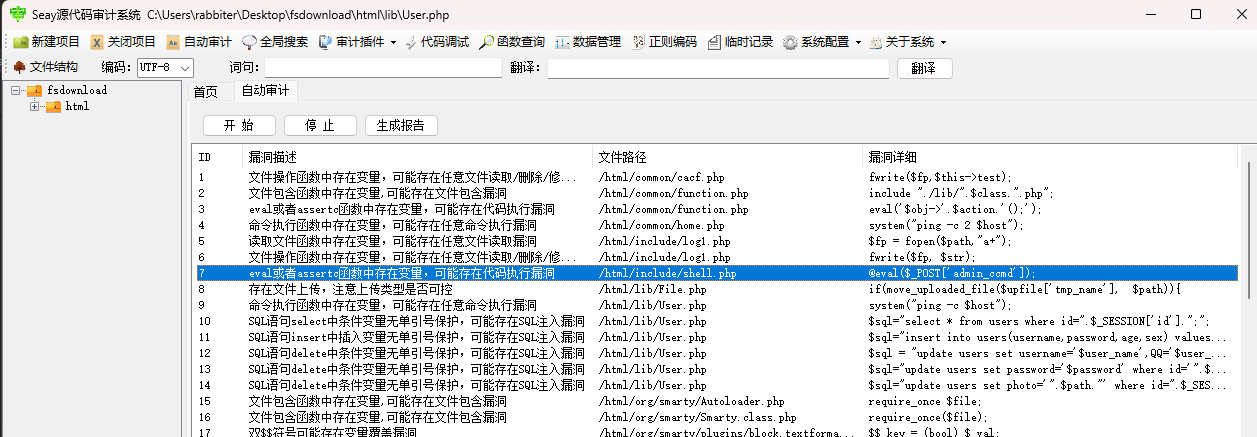 Seay源代码审计系统  C:\Users\rabbiter\Desktop\fsdownload\html\lib\User.php
新建项目 关闭项目 自动审计 全局搜索 审计插件 代码调试 函数查询 数据管理 正则编码 临时记录 系统配置 关于系统
文件结构 编码: UTF-8 词句: 翻译: 翻译
fsdownload
html
首页 自动审计
开 始 停 止 生成报告
ID 漏洞描述 文件路径 漏洞详细
1 文件操作函数中存在变量，可能存在任意文件读取/删除/修... /html/common/cacf.php fwrite($fp,$this->test);
2 文件包含函数中存在变量,可能存在文件包含漏洞 /html/common/function.php include "./lib/".$class.".php";
3 eval或者assertc函数中存在变量，可能存在代码执行漏洞 /html/common/function.php eval('$obj->'.$action.'();');
4 命令执行函数中存在变量，可能存在任意命令执行漏洞 /html/common/home.php system("ping -c 2 $host");
5 读取文件函数中存在变量，可能存在任意文件读取漏洞 /html/include/log1.php $fp = fopen($path,"a+");
6 文件操作函数中存在变量，可能存在任意文件读取/删除/修... /html/include/log1.php fwrite($fp, $str);
7 eval或者assertc函数中存在变量，可能存在代码执行漏洞 /html/include/shell.php @eval($_POST['admin_ccmd']);
8 存在文件上传，注意上传类型是否可控 /html/lib/File.php if(move_uploaded_file($upfile['tmp_name'],  $path)){
9 命令执行函数中存在变量，可能存在任意命令执行漏洞 /html/lib/User.php system("ping -c $host");
10 SQL语句select中条件变量无单引号保护，可能存在SQL注入漏洞 /html/lib/User.php $sql="select * from users where id=".$_SESSION['id'].";";
11 SQL语句insert中插入变量无单引号保护，可能存在SQL注入漏洞 /html/lib/User.php $sql="insert into users(username,password,age,sex) values...
12 SQL语句delete中条件变量无单引号保护，可能存在SQL注入漏洞 /html/lib/User.php $sql = "update users set username='$user_name',QQ='$user_...
13 SQL语句delete中条件变量无单引号保护，可能存在SQL注入漏洞 /html/lib/User.php $sql="update users set password='$password' where id='".$...
14 SQL语句delete中条件变量无单引号保护，可能存在SQL注入漏洞 /html/lib/User.php $sql="update users set photo='".$path."' where id=".$_SES...
15 文件包含函数中存在变量,可能存在文件包含漏洞 /html/org/smarty/Autoloader.php require_once $file;
16 文件包含函数中存在变量,可能存在文件包含漏洞 /html/org/smarty/Smarty.class.php require_once($file);
17 双$$符号可能存在变量覆盖漏洞 /html/org/smarty/plugins/block.textforma... $$_key = (bool)$_val;